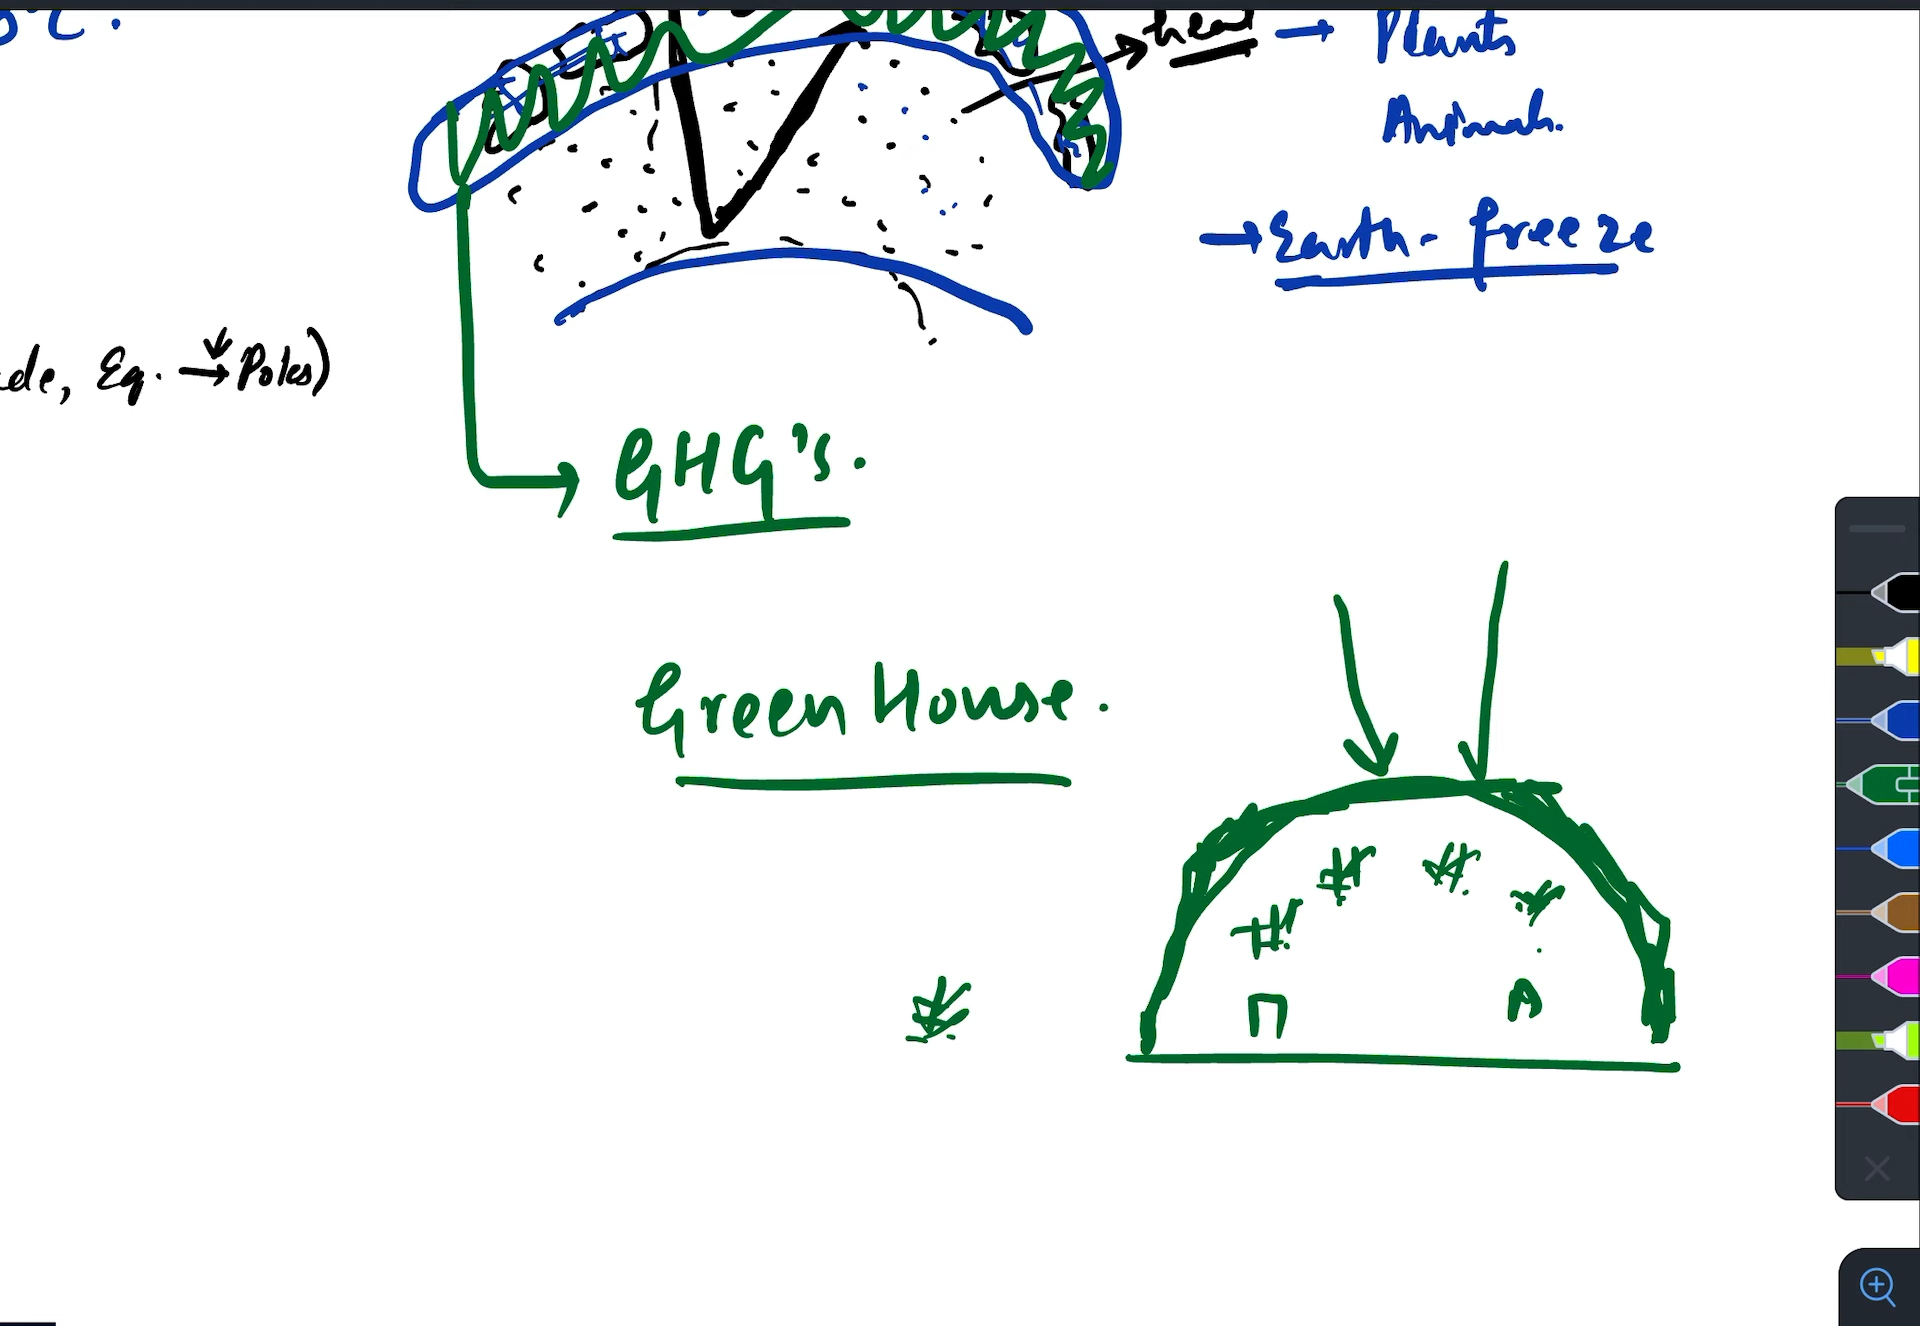 heat → Plants
Animals.
→ Earth - freeze
Eq. → Poles)
→ GHG's.
Green House.